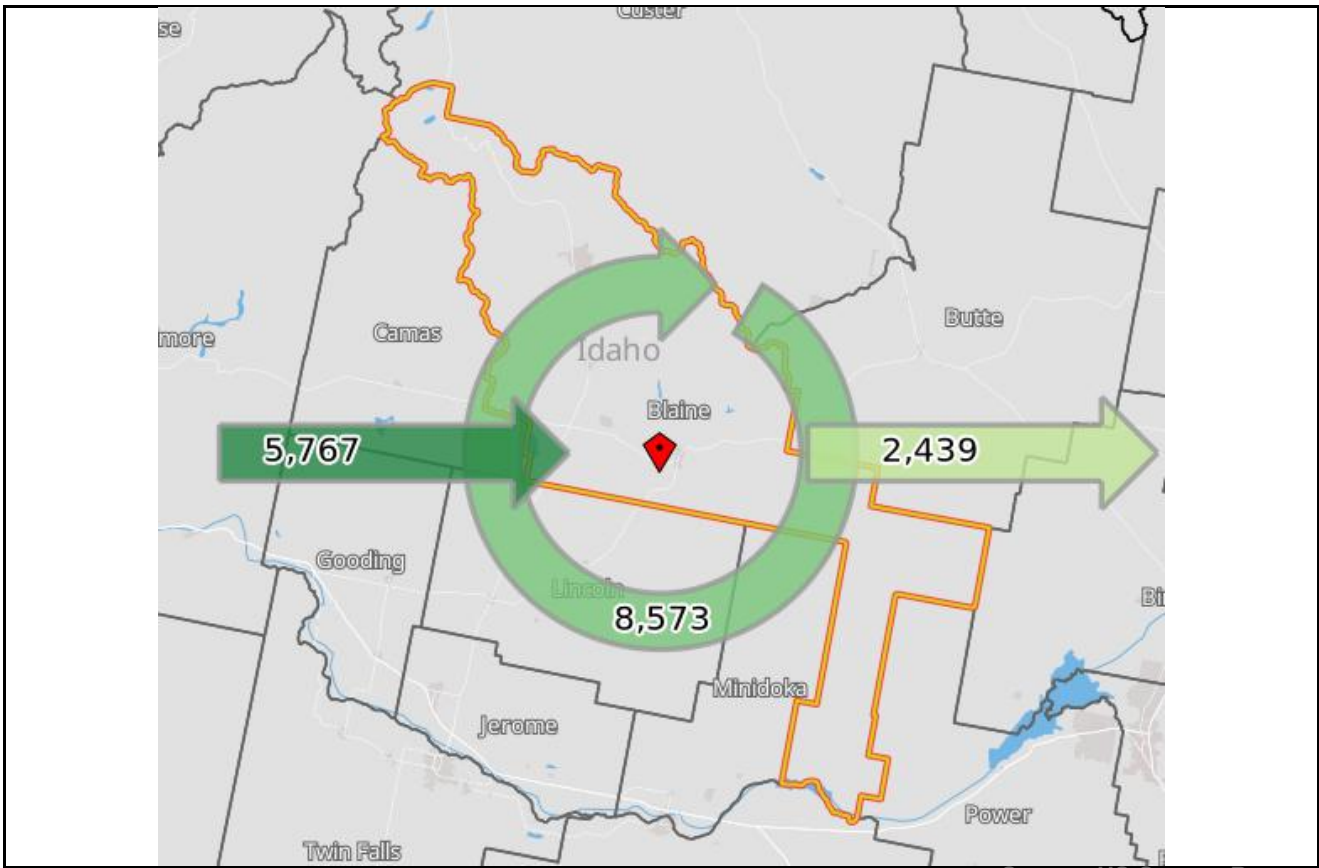 Custer
Butte
Camas
Idaho
Blaine
5,767
2,439
Gooding
Lincoln
8,573
Minidoka
Jerome
Power
Twin Falls